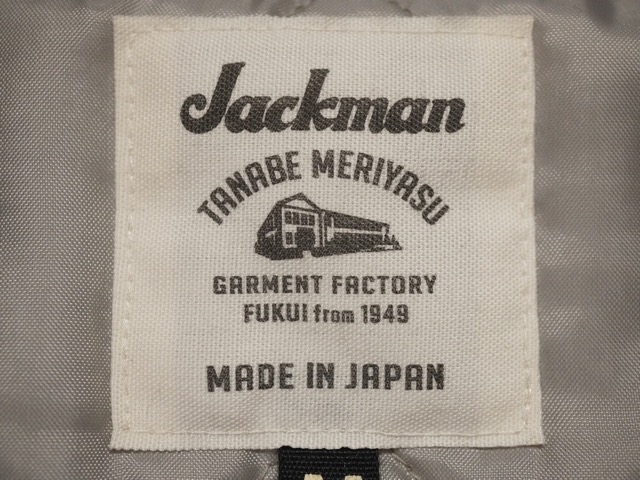 Jackman
TANABE MERIYASU
GARMENT FACTORY
FUKUI from 1949
MADE IN JAPAN